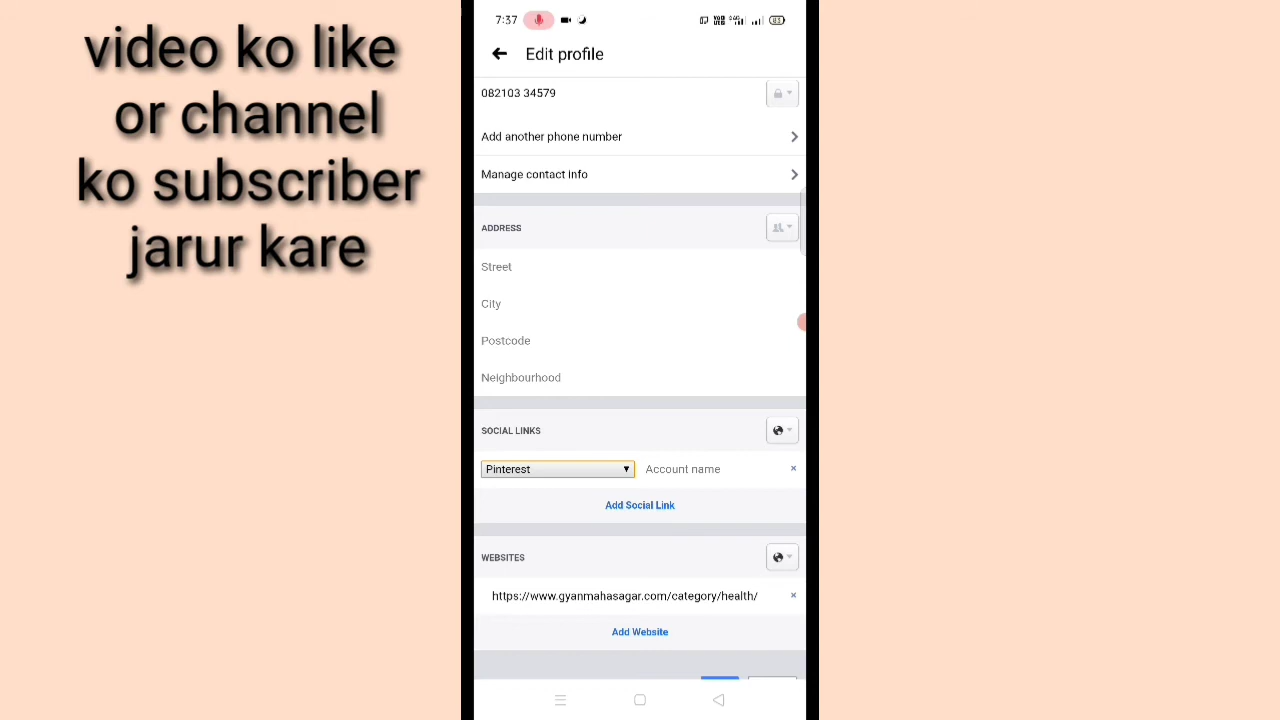 video ko like
or channel
ko subscriber
jarur kare
7:37
83
Edit profile
082103 34579
Add another phone number
Manage contact info
ADDRESS
Street
City
Postcode
Neighbourhood
SOCIAL LINKS
Pinterest
Account name
Add Social Link
WEBSITES
https://www.gyanmahasagar.com/category/health/
Add Website